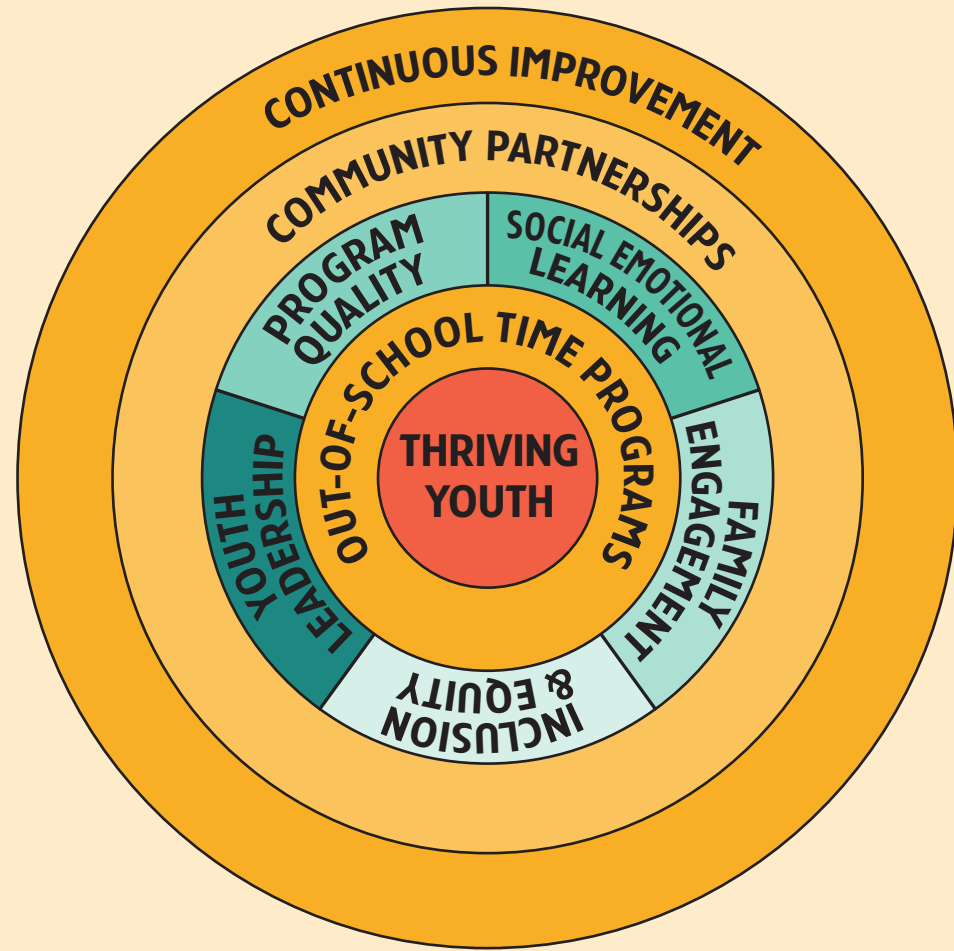 CONTINUOUS IMPROVEMENT
COMMUNITY PARTNERSHIPS
PROGRAM
QUALITY
SOCIAL EMOTIONAL
LEARNING
FAMILY
ENGAGEMENT
INCLUSION
& EQUITY
YOUTH
LEADERSHIP
OUT-OF-SCHOOL TIME PROGRAMS
THRIVING
YOUTH